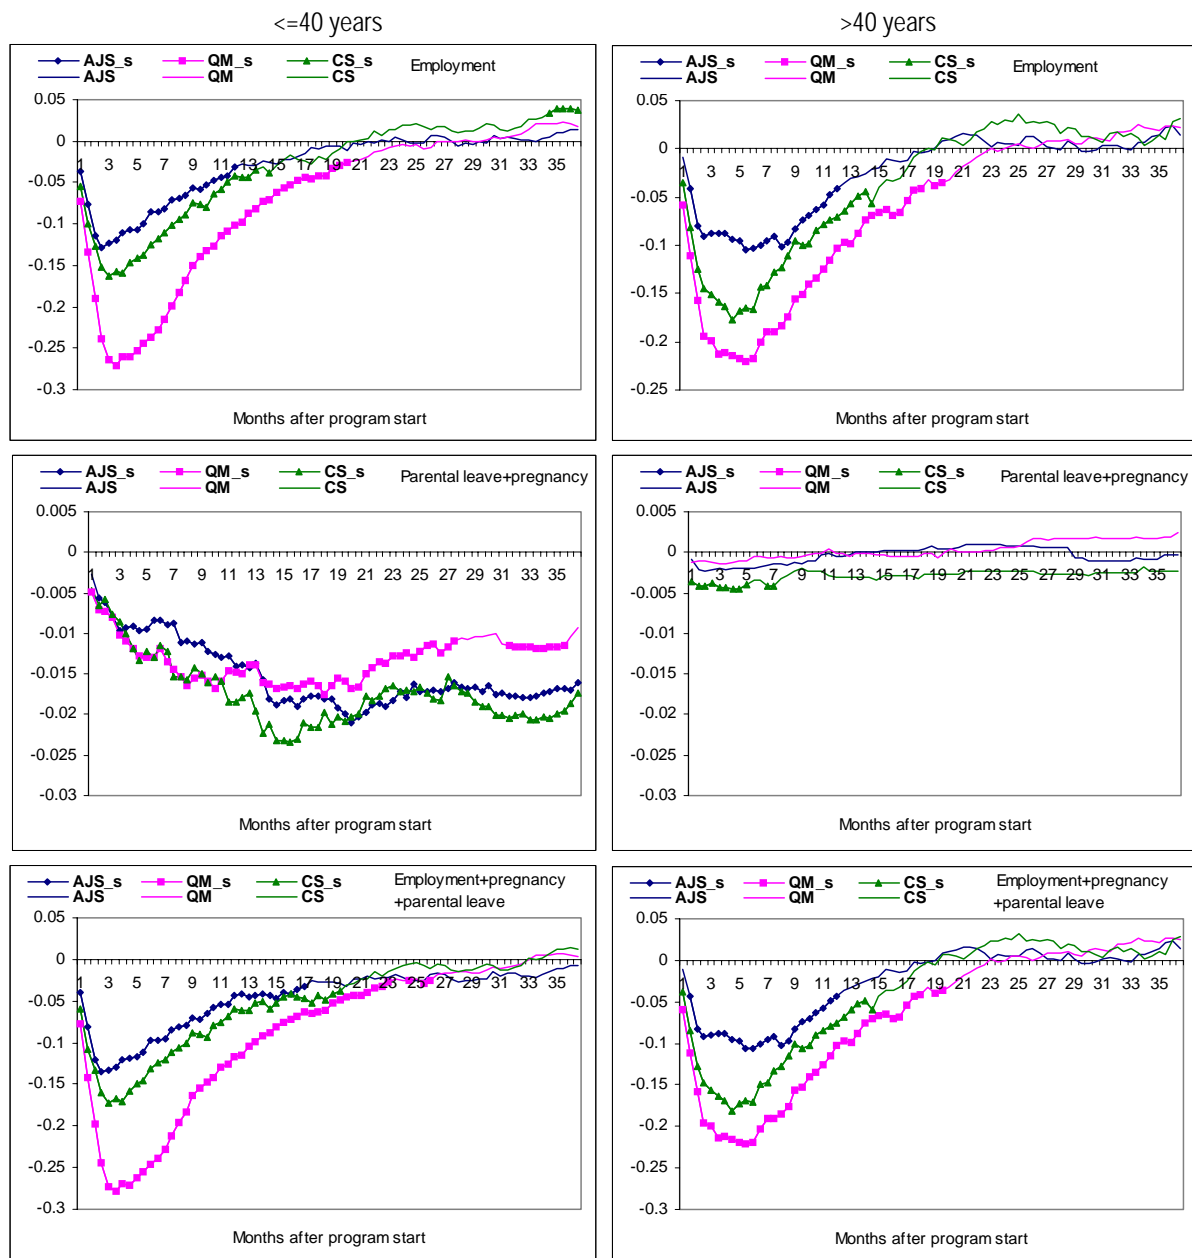 <=40 years
>40 years
AJS_s QM_s CS_s
AJS QM CS Employment
0.05
0
-0.05
-0.1
-0.15
-0.2
-0.25
-0.3
1 3 5 7 9 11 13 15 17 19 21 23 25 27 29 31 33 35
Months after program start
AJS_s QM_s CS_s
AJS QM CS Employment
0.05
0
-0.05
-0.1
-0.15
-0.2
-0.25
1 3 5 7 9 11 13 15 17 19 21 23 25 27 29 31 33 35
Months after program start
AJS_s QM_s CS_s Parental leave+pregnancy
AJS QM CS
0.005
0
-0.005
-0.01
-0.015
-0.02
-0.025
-0.03
1 3 5 7 9 11 13 15 17 19 21 23 25 27 29 31 33 35
Months after program start
AJS_s QM_s CS_s Parental leave+pregnancy
AJS QM CS
0.005
0
-0.005
-0.01
-0.015
-0.02
-0.025
-0.03
1 3 5 7 9 11 13 15 17 19 21 23 25 27 29 31 33 35
Months after program start
AJS_s QM_s CS_s Employment+pregnancy
AJS QM CS +parental leave
0.05
0
-0.05
-0.1
-0.15
-0.2
-0.25
-0.3
1 3 5 7 9 11 13 15 17 19 21 23 25 27 29 31 33 35
Months after program start
AJS_s QM_s CS_s Employment+pregnancy
AJS QM CS +parental leave
0.05
0
-0.05
-0.1
-0.15
-0.2
-0.25
-0.3
1 3 5 7 9 11 13 15 17 19 21 23 25 27 29 31 33 35
Months after program start